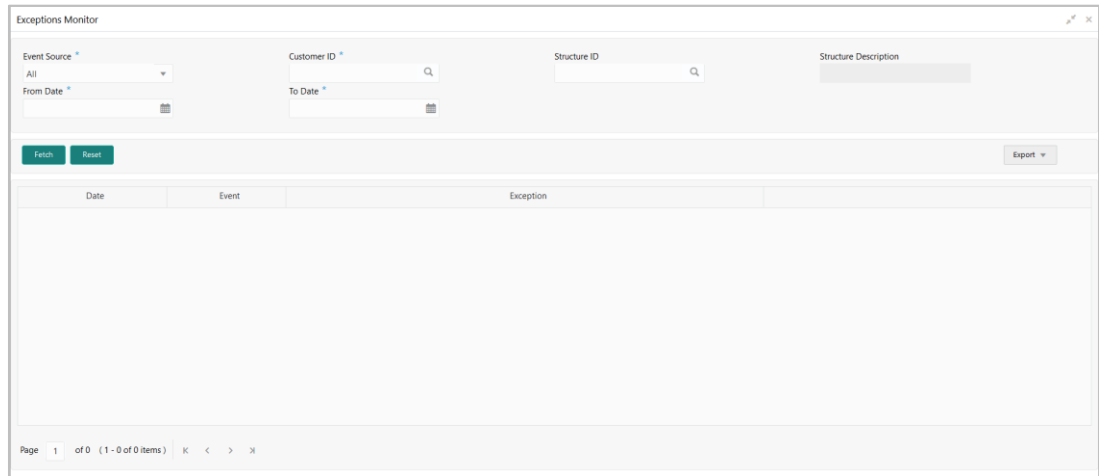 Exceptions Monitor
Event Source * Customer ID * Structure ID Structure Description
All
From Date * To Date *
Fetch Reset Export
Date Event Exception
Page 1 of 0 ( 1 - 0 of 0 items )